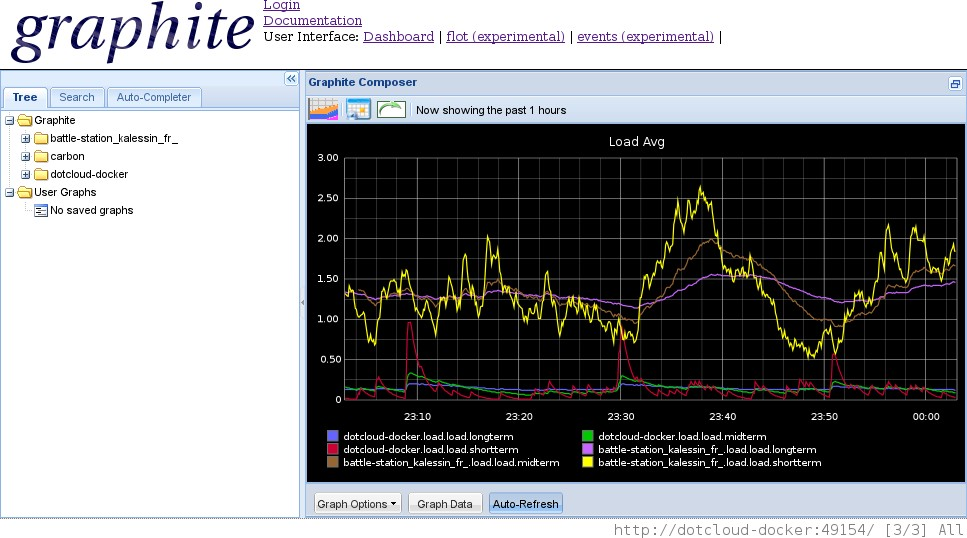 graphite
Login
Documentation
User Interface: Dashboard | flot (experimental) | events (experimental) |
Tree Search Auto-Completer
Graphite
battle-station_kalessin_fr_
carbon
dotcloud-docker
User Graphs
No saved graphs
Graphite Composer
Now showing the past 1 hours
Load Avg
3.00
2.50
2.00
1.50
1.00
0.50
0
23:10 23:20 23:30 23:40 23:50 00:00
dotcloud-docker.load.load.longterm dotcloud-docker.load.load.midterm
dotcloud-docker.load.load.shortterm battle-station_kalessin_fr_.load.load.longterm
battle-station_kalessin_fr_.load.load.midterm battle-station_kalessin_fr_.load.load.shortterm
Graph Options Graph Data Auto-Refresh
http://dotcloud-docker:49154/ [3/3] All